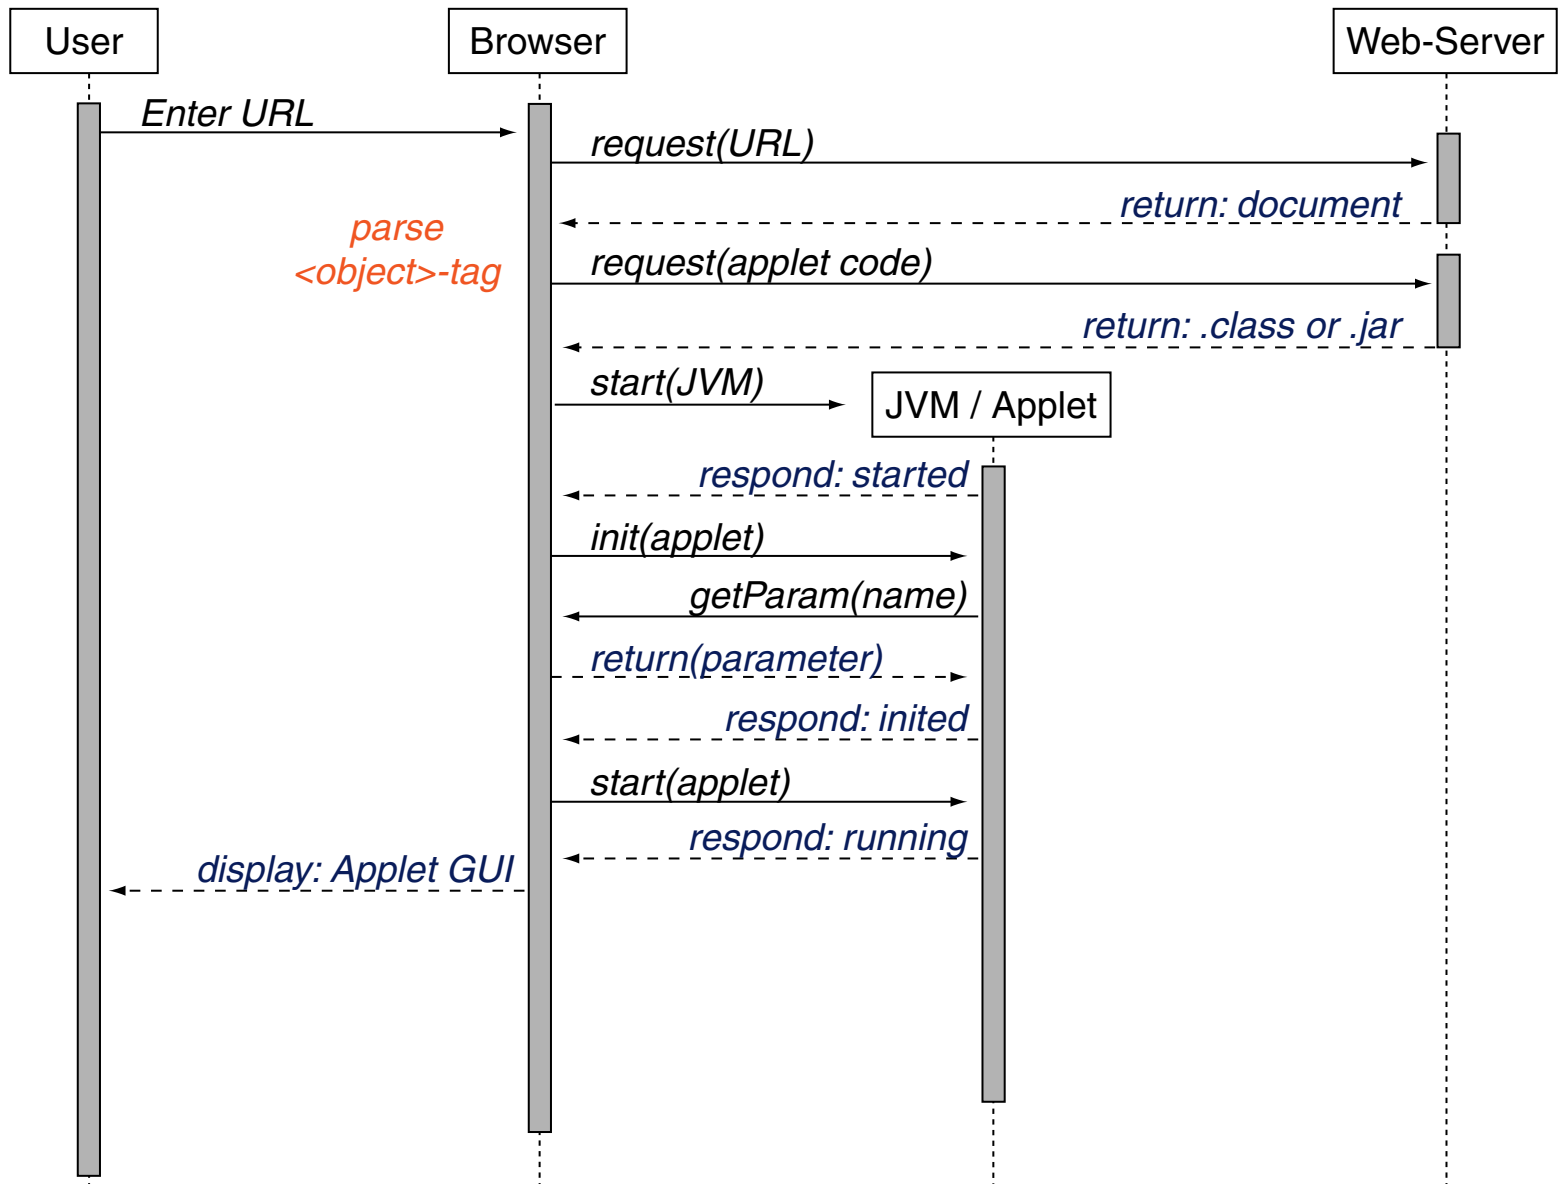 User
Browser
Web-Server
Enter URL
request(URL)
return: document
parse
<object>-tag
request(applet code)
return: .class or .jar
start(JVM)
JVM / Applet
respond: started
init(applet)
getParam(name)
return(parameter)
respond: inited
start(applet)
respond: running
display: Applet GUI